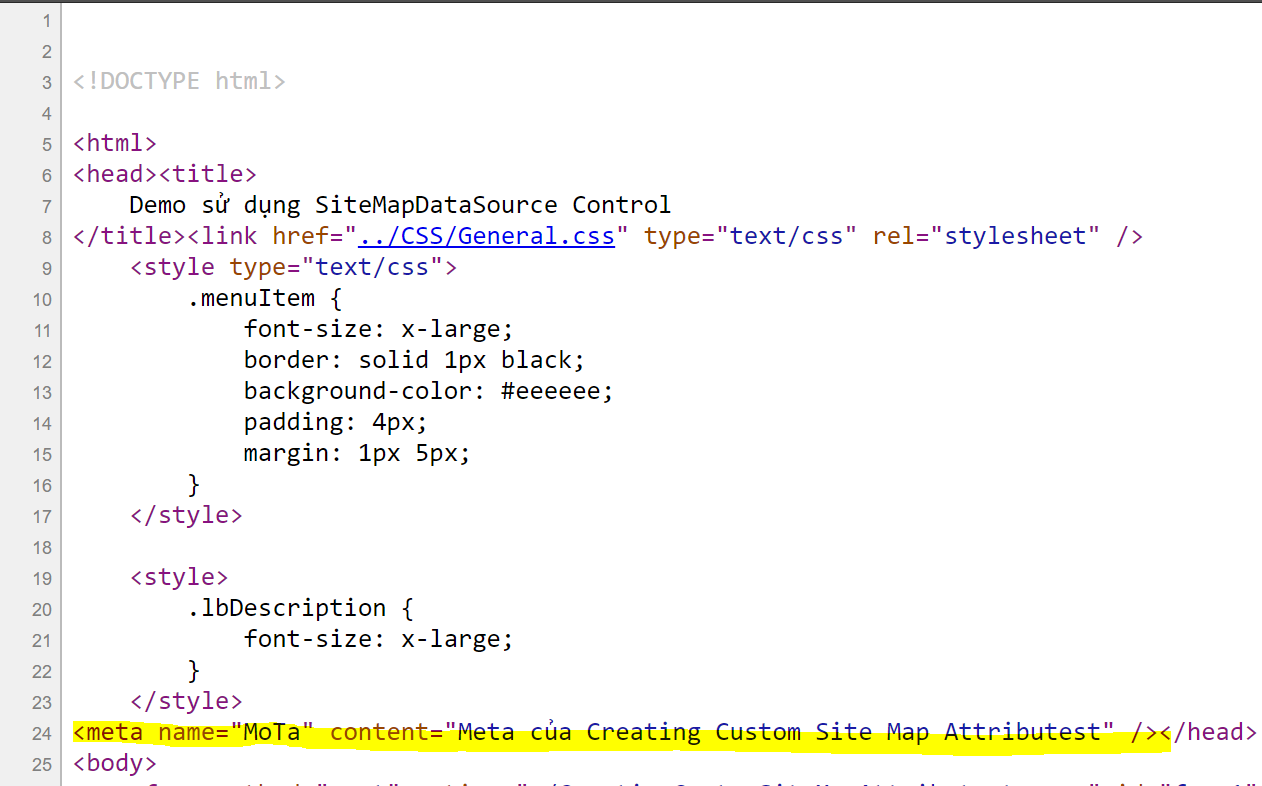 1
2
3 <!DOCTYPE html>
4
5 <html>
6 <head><title>
7 Demo sử dụng SiteMapDataSource Control
8 </title><link href="../CSS/General.css" type="text/css" rel="stylesheet" />
9 <style type="text/css">
10 .menuItem {
11 font-size: x-large;
12 border: solid 1px black;
13 background-color: #eeeeee;
14 padding: 4px;
15 margin: 1px 5px;
16 }
17 </style>
18
19 <style>
20 .lbDescription {
21 font-size: x-large;
22 }
23 </style>
24 <meta name="MoTa" content="Meta của Creating Custom Site Map Attributest" /></head>
25 <body>